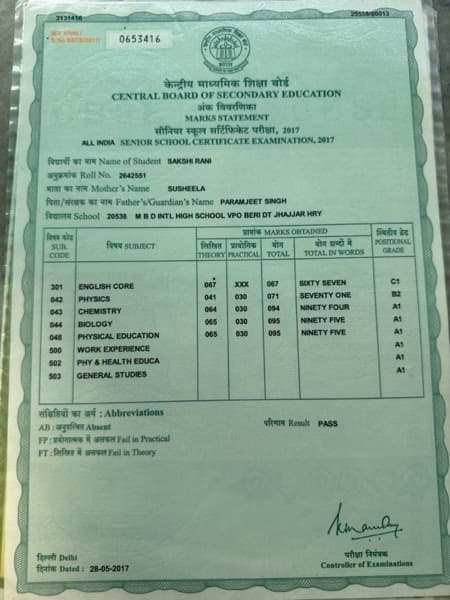 3131416
0653416
केन्द्रीय माध्यमिक शिक्षा बोर्ड
CENTRAL BOARD OF SECONDARY EDUCATION
अंक विवरणिका
MARKS STATEMENT
सीनियर स्कूल सर्टिफिकेट परीक्षा, 2017
ALL INDIA SENIOR SCHOOL CERTIFICATE EXAMINATION, 2017
विद्यार्थी का नाम Name of Student SAKSHI RANI
अनुक्रमांक Roll No. 2642551
माता का नाम Mother's Name SUSHEELA
पिता/संरक्षक का नाम Father's/Guardian's Name PARAMJEET SINGH
विद्यालय School 20538 M B D INTL HIGH SCHOOL VPO BERI DT JHAJJAR HRY
विषय कोड SUB. CODE विषय SUBJECT प्राप्तांक MARKS OBTAINED स्थितीय ग्रेड POSITIONAL GRADE
लिखित THEORY प्रायोगिक PRACTICAL योग TOTAL योग शब्दों में TOTAL IN WORDS
301 ENGLISH CORE 067 XXX 067 SIXTY SEVEN C1
042 PHYSICS 041 030 071 SEVENTY ONE B2
043 CHEMISTRY 064 030 094 NINETY FOUR A1
044 BIOLOGY 065 030 095 NINETY FIVE A1
048 PHYSICAL EDUCATION 065 030 095 NINETY FIVE A1
500 WORK EXPERIENCE A1
502 PHY & HEALTH EDUCA A1
503 GENERAL STUDIES A1
संक्षिप्तियों का अर्थ : Abbreviations
AB : अनुपस्थित Absent परिणाम Result PASS
FP : प्रयोगात्मक में असफल Fail in Practical
FT : लिखित में असफल Fail in Theory
दिल्ली Delhi
दिनांक Dated : 28-05-2017
परीक्षा नियंत्रक
Controller of Examinations